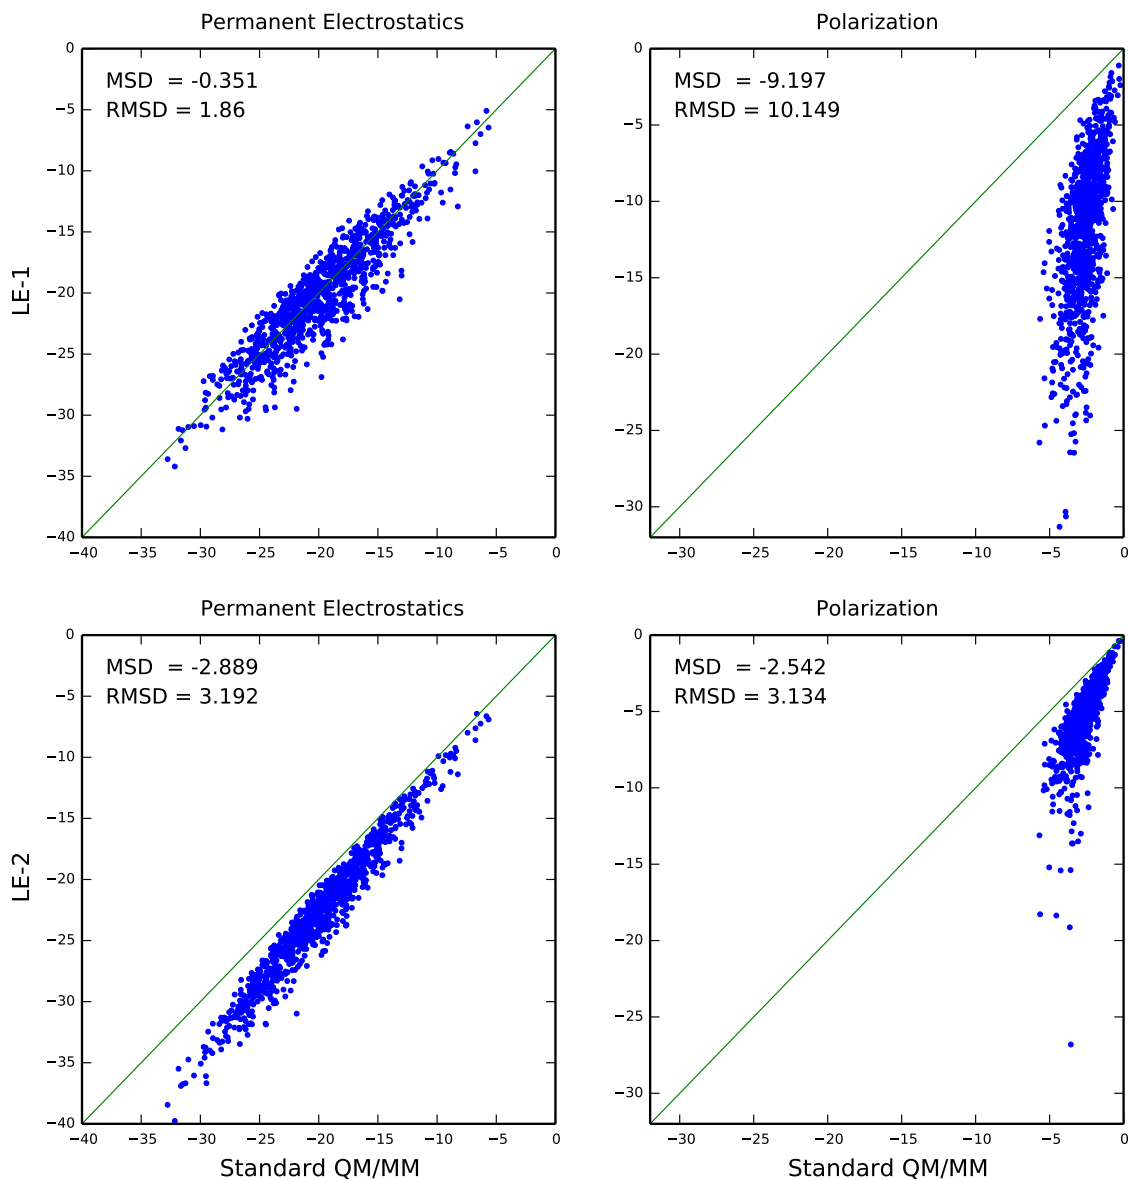 Permanent Electrostatics
MSD = -0.351
RMSD = 1.86
LE-1
0
−5
−10
−15
−20
−25
−30
−35
−40
−40 −35 −30 −25 −20 −15 −10 −5 0
Polarization
MSD = -9.197
RMSD = 10.149
0
−5
−10
−15
−20
−25
−30
−30 −25 −20 −15 −10 −5 0
Permanent Electrostatics
MSD = -2.889
RMSD = 3.192
LE-2
0
−5
−10
−15
−20
−25
−30
−35
−40
−40 −35 −30 −25 −20 −15 −10 −5 0
Standard QM/MM
Polarization
MSD = -2.542
RMSD = 3.134
0
−5
−10
−15
−20
−25
−30
−30 −25 −20 −15 −10 −5 0
Standard QM/MM